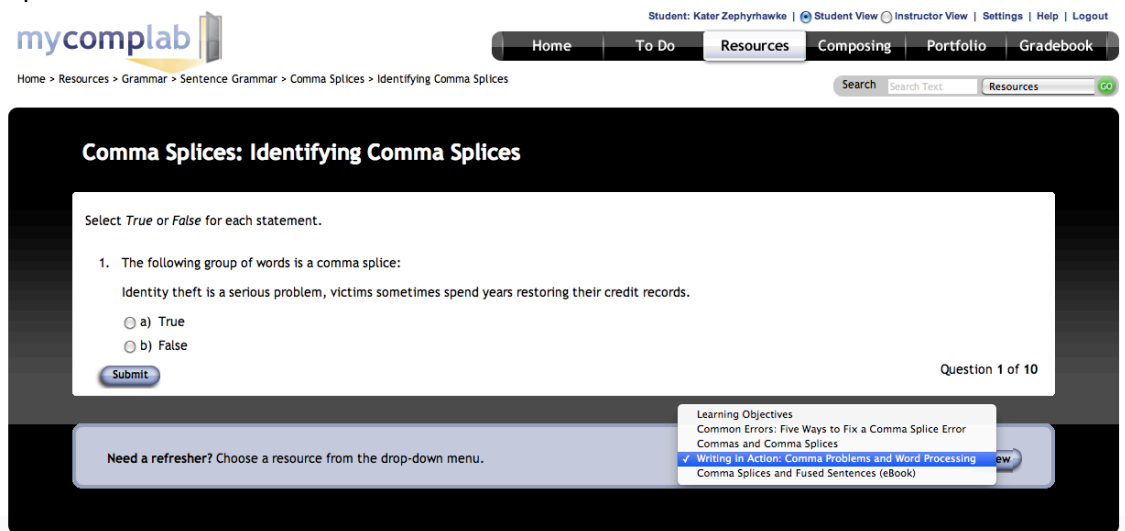 Student: Kater Zephyrhawke | Student View Instructor View | Settings | Help | Logout
mycomplab
Home To Do Resources Composing Portfolio Gradebook
Home > Resources > Grammar > Sentence Grammar > Comma Splices > Identifying Comma Splices
Search Search Text Resources GO
Comma Splices: Identifying Comma Splices
Select True or False for each statement.
1. The following group of words is a comma splice:
Identity theft is a serious problem, victims sometimes spend years restoring their credit records.
a) True
b) False
Submit
Question 1 of 10
Learning Objectives
Common Errors: Five Ways to Fix a Comma Splice Error
Commas and Comma Splices
✓ Writing in Action: Comma Problems and Word Processing
Comma Splices and Fused Sentences (eBook)
Need a refresher? Choose a resource from the drop-down menu.
ew